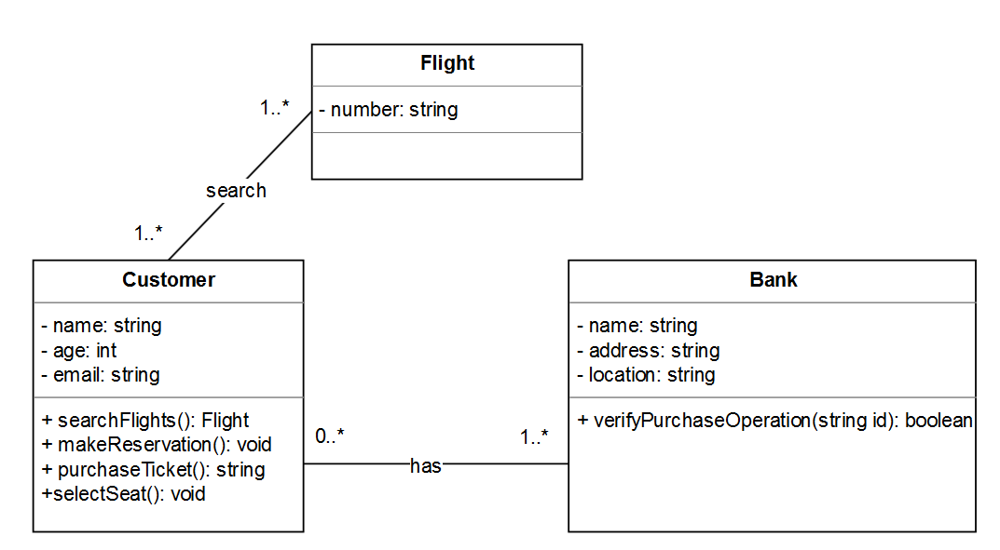 Flight
- number: string
1..*
search
1..*
Customer
- name: string
- age: int
- email: string
+ searchFlights(): Flight
+ makeReservation(): void
+ purchaseTicket(): string
+selectSeat(): void
0..*
has
1..*
Bank
- name: string
- address: string
- location: string
+ verifyPurchaseOperation(string id): boolean